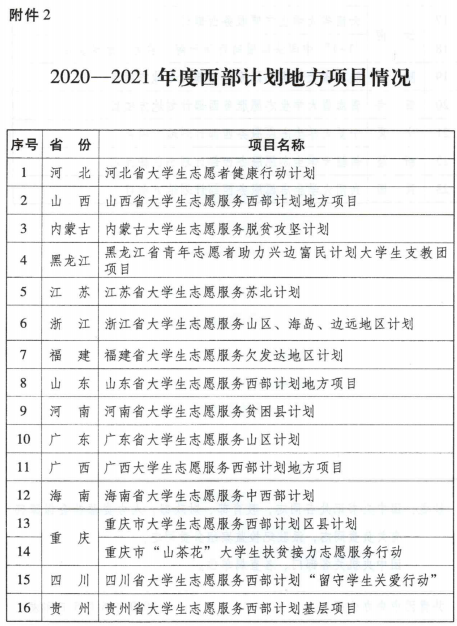 附件2
2020—2021年度西部计划地方项目情况
序号 省份 项目名称
1 河北 河北省大学生志愿者健康行动计划
2 山西 山西省大学生志愿服务西部计划地方项目
3 内蒙古 内蒙古大学生志愿服务脱贫攻坚计划
4 黑龙江 黑龙江省青年志愿者助力兴边富民计划大学生支教团
项目
5 江苏 江苏省大学生志愿服务苏北计划
6 浙江 浙江省大学生志愿服务山区、海岛、边远地区计划
7 福建 福建省大学生志愿服务欠发达地区计划
8 山东 山东省大学生志愿服务西部计划地方项目
9 河南 河南省大学生志愿服务贫困县计划
10 广东 广东省大学生志愿服务山区计划
11 广西 广西大学生志愿服务西部计划地方项目
12 海南 海南省大学生志愿服务中西部计划
13 重庆 重庆市大学生志愿服务西部计划区县计划
14 重庆市“山茶花”大学生扶贫接力志愿服务行动
15 四川 四川省大学生志愿服务西部计划“留守学生关爱行动”
16 贵州 贵州省大学生志愿服务西部计划基层项目